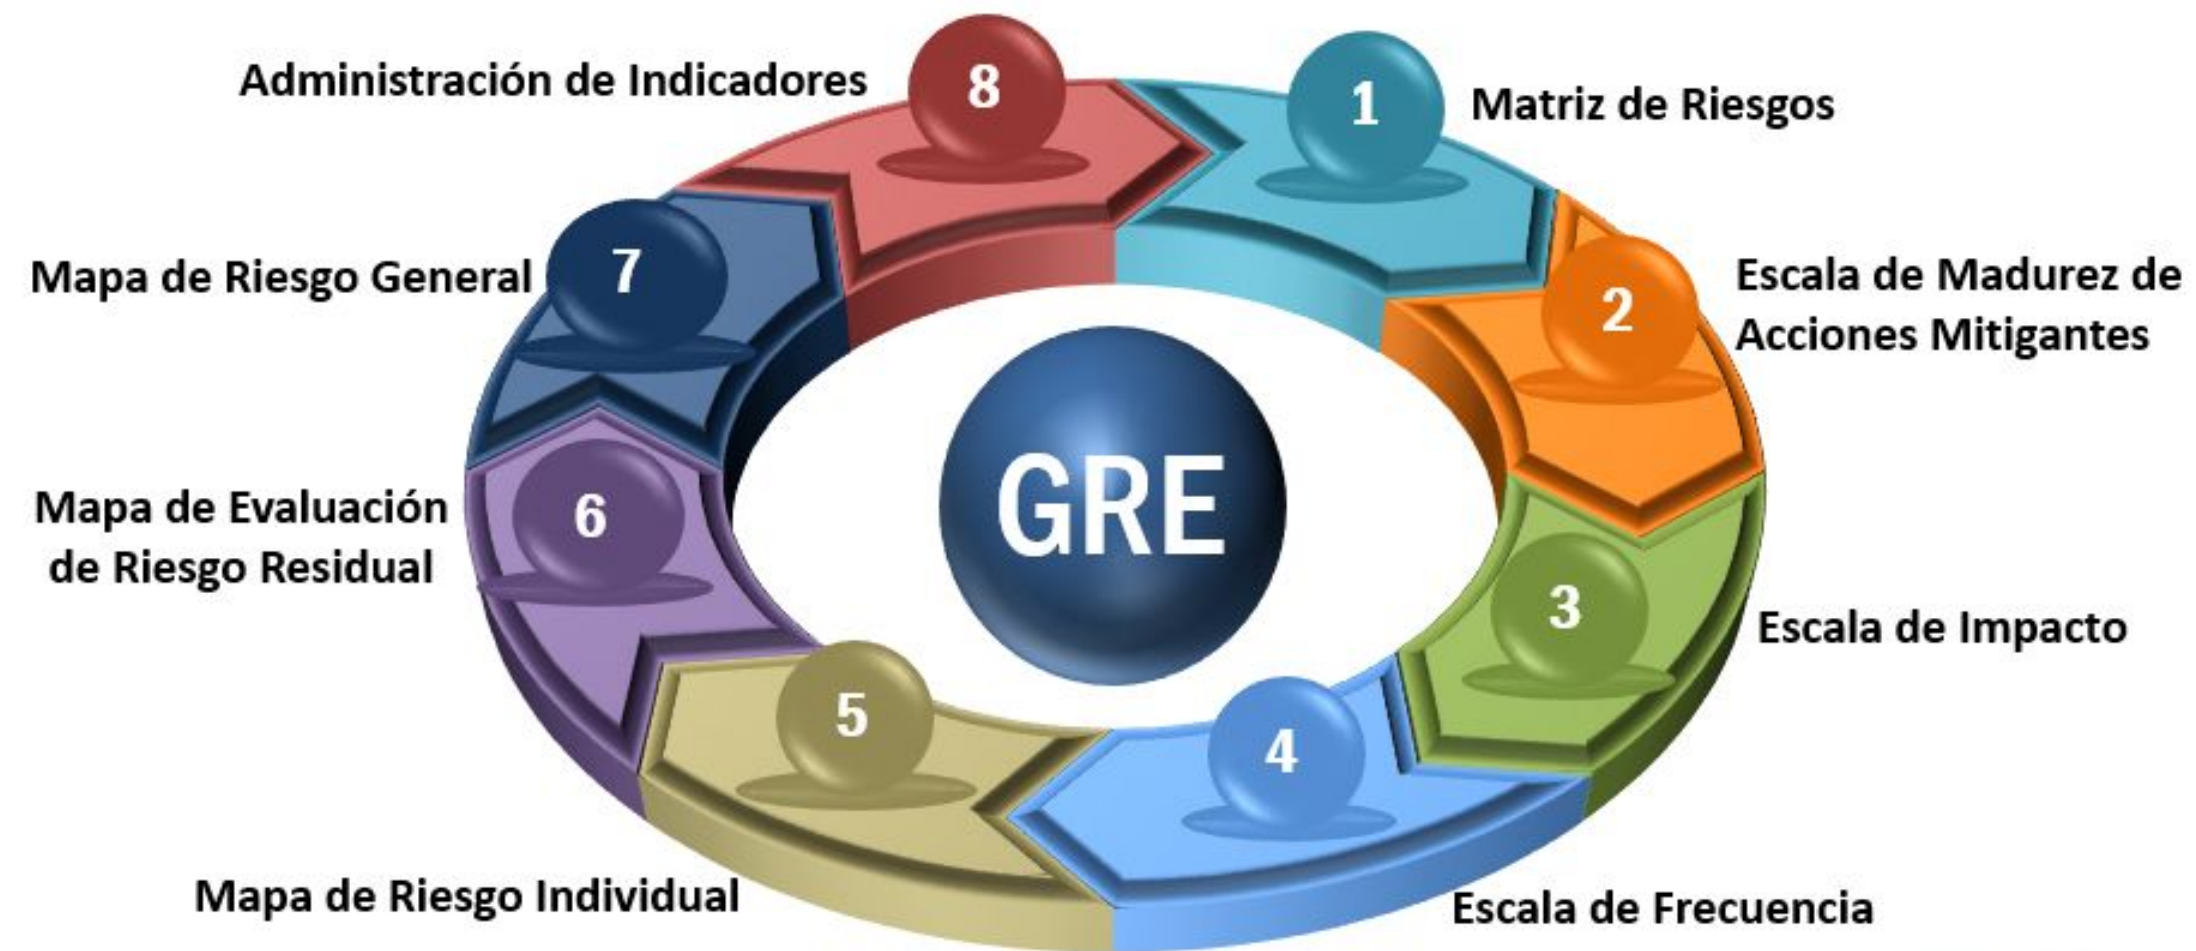 8
Administración de Indicadores
1
Matriz de Riesgos
7
Mapa de Riesgo General
2
Escala de Madurez de
Acciones Mitigantes
GRE
6
Mapa de Evaluación
de Riesgo Residual
3
Escala de Impacto
5
Mapa de Riesgo Individual
4
Escala de Frecuencia